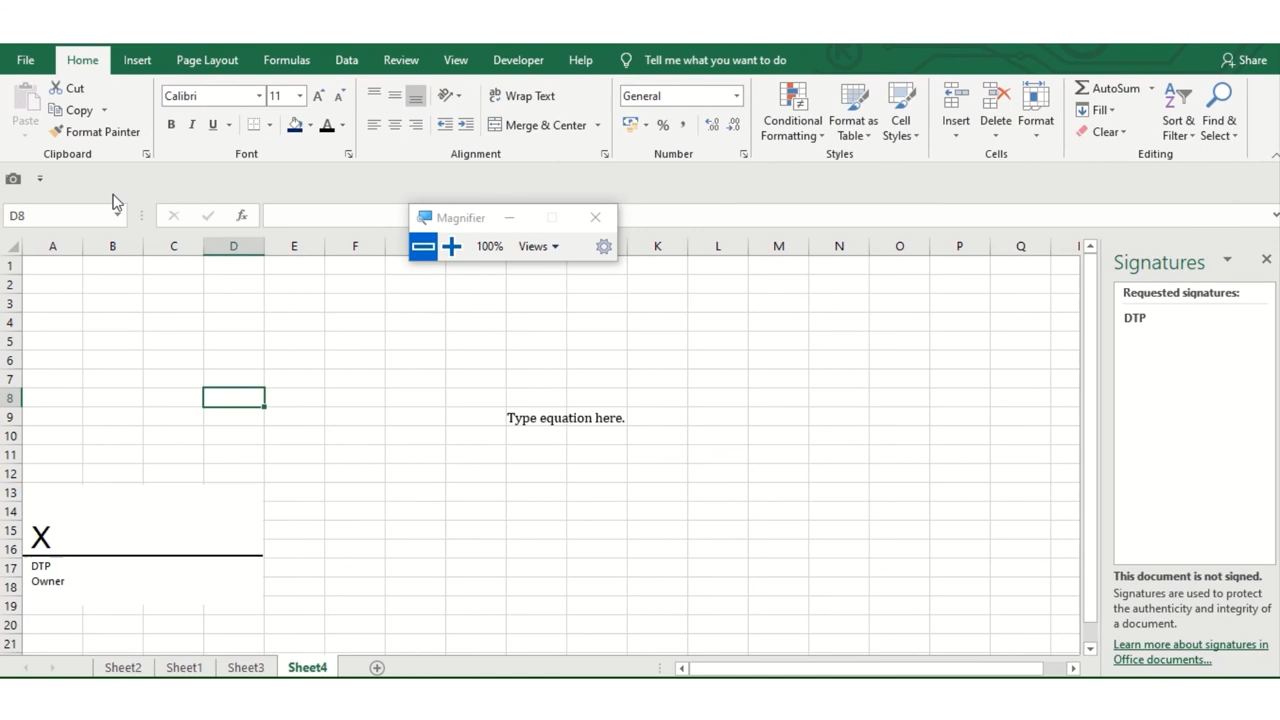 File Home Insert Page Layout Formulas Data Review View Developer Help Tell me what you want to do Share
Cut
Copy
Format Painter
Paste
Clipboard
Calibri 11
B I U
Font
Wrap Text
Merge & Center
Alignment
General
% ,
Number
Conditional Formatting
Format as Table
Cell Styles
Styles
Insert Delete Format
Cells
AutoSum
Fill
Clear
Sort & Filter
Find & Select
Editing
D8
fx
Magnifier
100% Views
A B C D E F K L M N O P Q
1
2
3
4
5
6
7
8
9
10
11
12
13
14
15
16
17
18
19
20
21
Type equation here.
X
DTP
Owner
Signatures
Requested signatures:
DTP
This document is not signed.
Signatures are used to protect
the authenticity and integrity of
a document.
Learn more about signatures in
Office documents...
Sheet2 Sheet1 Sheet3 Sheet4